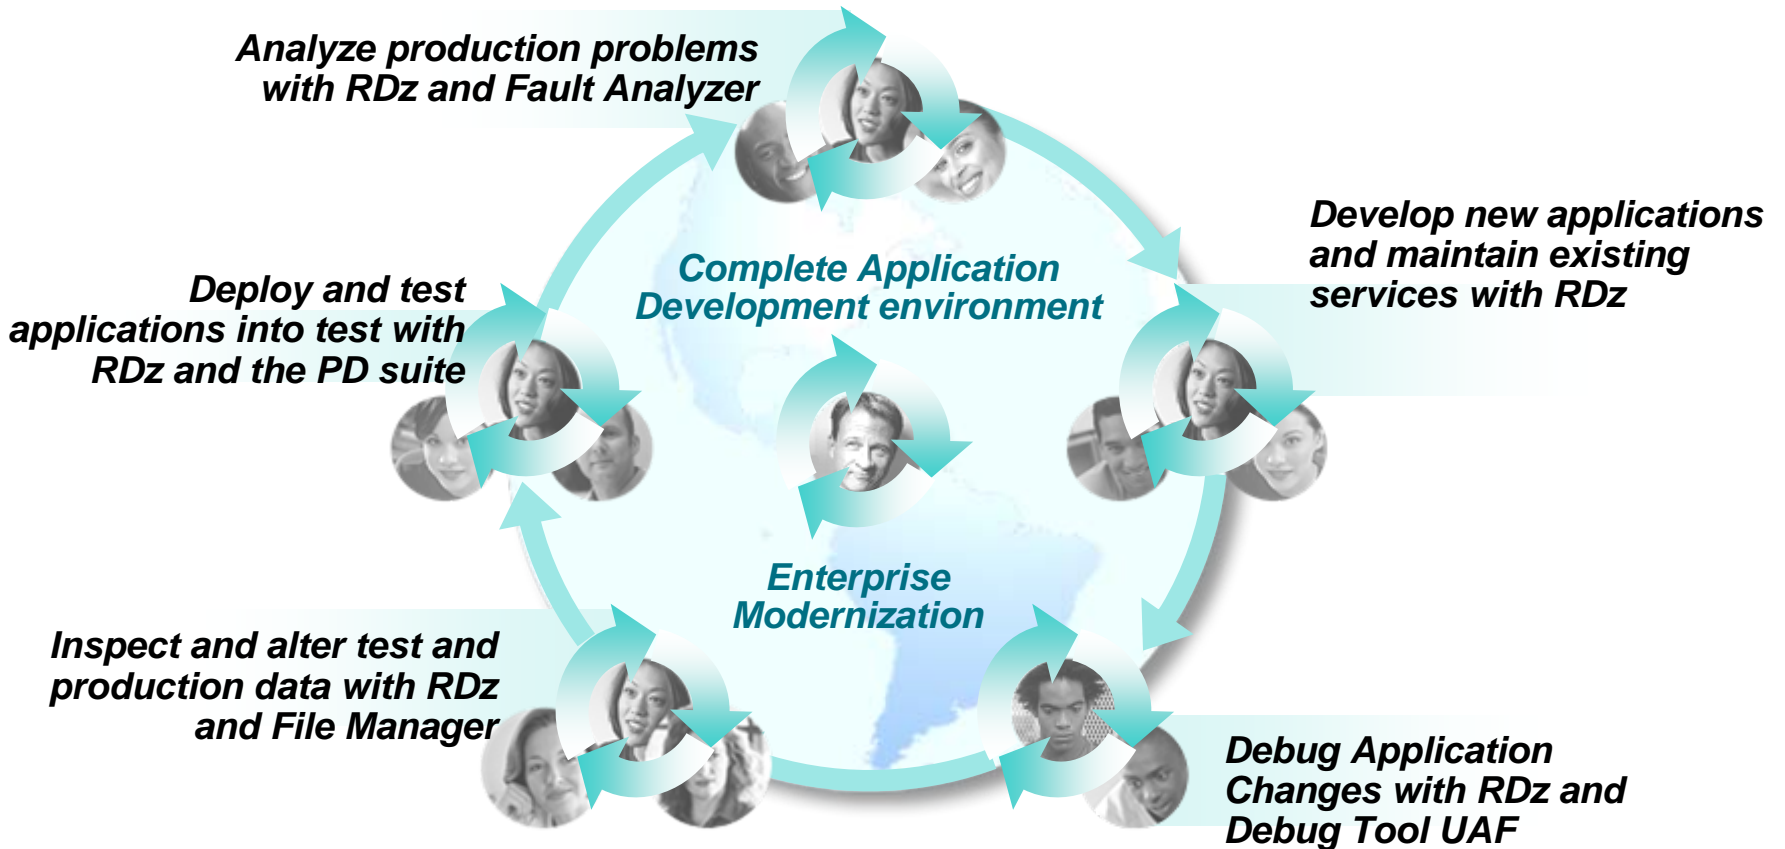 Analyze production problems
with RDz and Fault Analyzer
Develop new applications
and maintain existing
services with RDz
Complete Application
Development environment
Deploy and test
applications into test with
RDz and the PD suite
Enterprise
Modernization
Inspect and alter test and
production data with RDz
and File Manager
Debug Application
Changes with RDz and
Debug Tool UAF